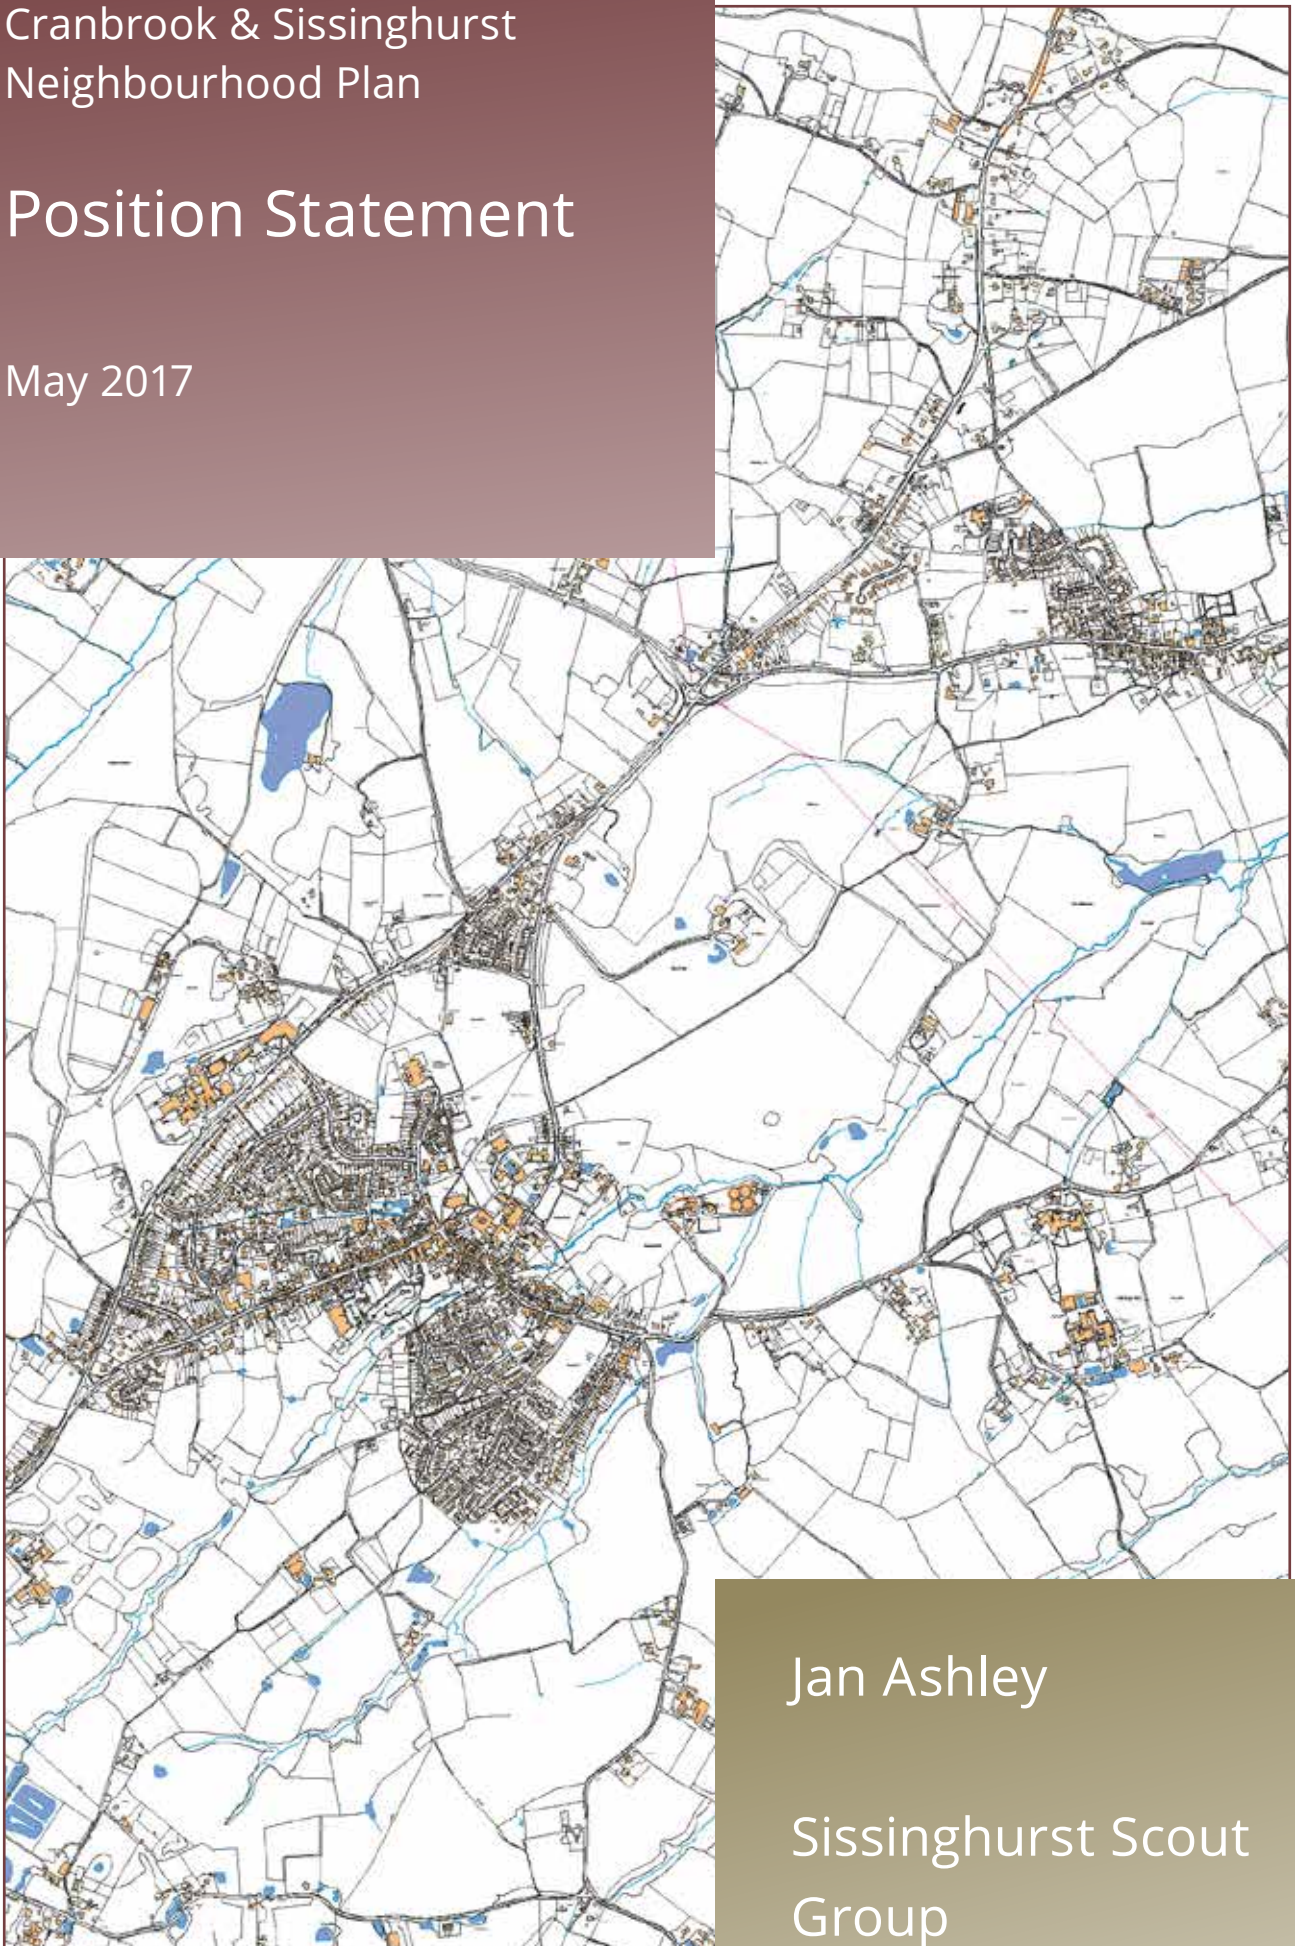 Cranbrook & Sissinghurst
Neighbourhood Plan
Position Statement
May 2017
Jan Ashley
Sissinghurst Scout
Group